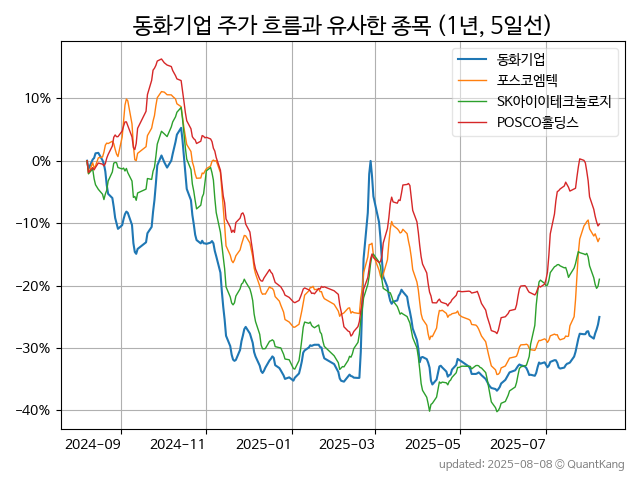 동화기업 주가 흐름과 유사한 종목 (1년, 5일선)
동화기업
포스코엠텍
SK아이이테크놀로지
POSCO홀딩스
10%
0%
−10%
−20%
−30%
−40%
2024-09 2024-11 2025-01 2025-03 2025-05 2025-07
updated: 2025-08-08 © QuantKang